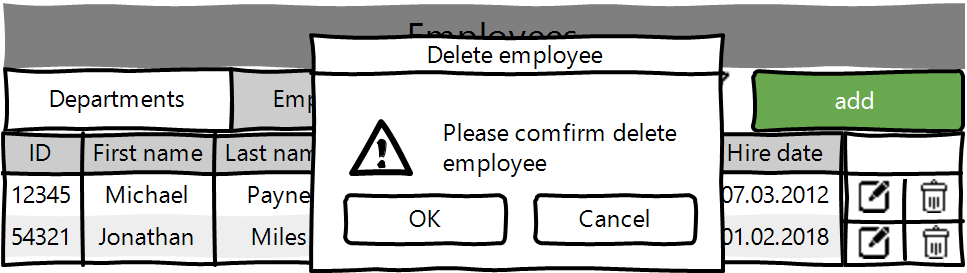 Employees
Delete employee
Departments
Emp
add
Please comfirm delete
employee
ID First name Last nam Hire date
12345 Michael Payne 07.03.2012
OK Cancel
54321 Jonathan Miles 01.02.2018